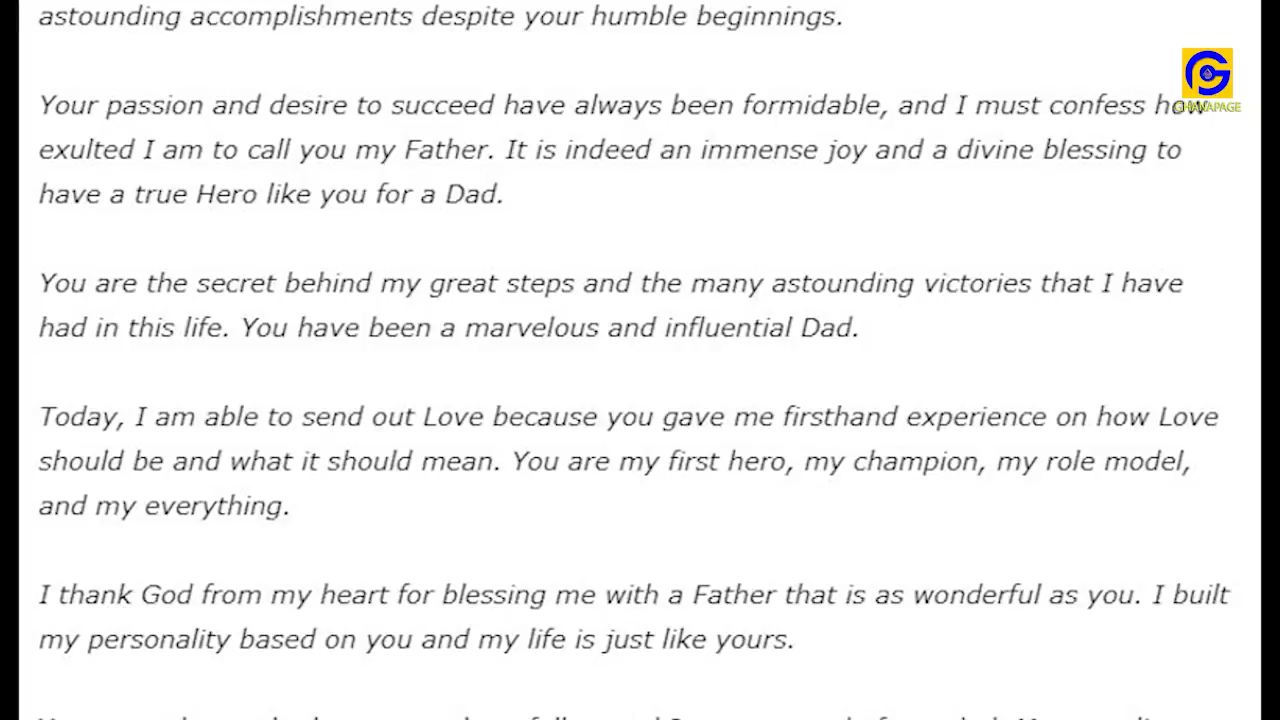 astounding accomplishments despite your humble beginnings.
Your passion and desire to succeed have always been formidable, and I must confess how
exulted I am to call you my Father. It is indeed an immense joy and a divine blessing to
have a true Hero like you for a Dad.
You are the secret behind my great steps and the many astounding victories that I have
had in this life. You have been a marvelous and influential Dad.
Today, I am able to send out Love because you gave me firsthand experience on how Love
should be and what it should mean. You are my first hero, my champion, my role model,
and my everything.
I thank God from my heart for blessing me with a Father that is as wonderful as you. I built
my personality based on you and my life is just like yours.
GHANAPAGE